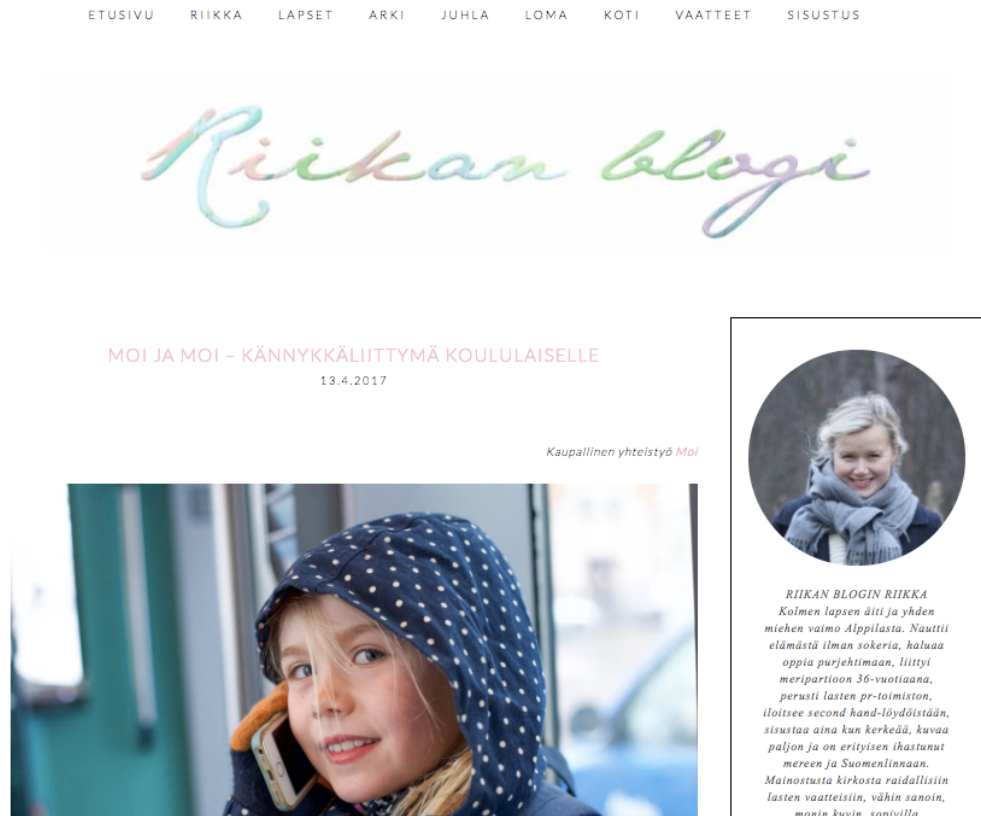 ETUSIVU RIIKKA LAPSET ARKI JUHLA LOMA KOTI VAATTEET SISUSTUS
Riikan blogi
MOI JA MOI – KÄNNYKKÄLIITTYMÄ KOULULAISELLE
13.4.2017
Kaupallinen yhteistyö Moi
RIIKAN BLOGIN RIIKKA
Kolmen lapsen äiti ja yhden
miehen vaimo Alppilasta. Nauttii
elämästä ilman sokeria, haluaa
oppia purjehtimaan, liittyi
meripartioon 36-vuotiaana,
perusti lasten pr-toimiston,
iloitsee second hand-löydöistään,
sisustaa aina kun kerkeää, kuvaa
paljon ja on erityisen ihastunut
mereen ja Suomenlinnaan.
Mainostusta kirkosta raidallisiin
lasten vaatteisiin, vähin sanoin,
monin kuvin, sopivilla